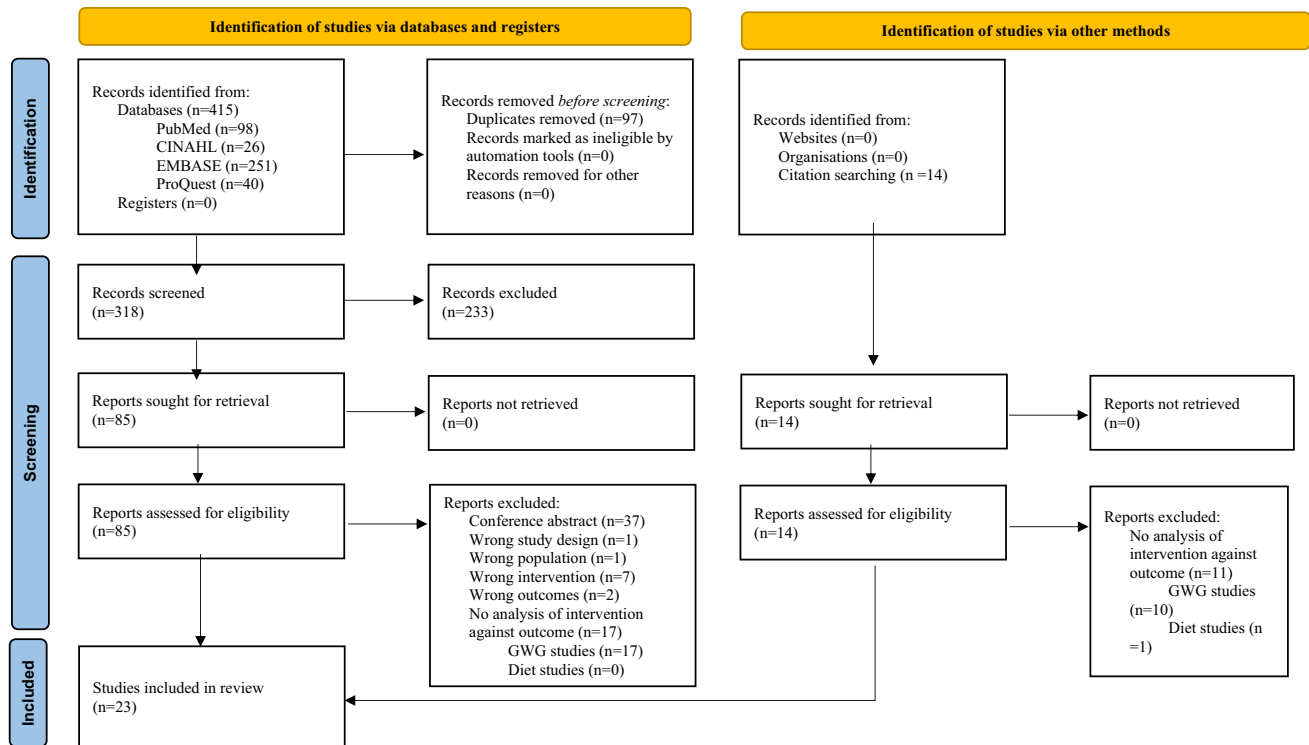 Identification of studies via databases and registers
Identification of studies via other methods
Identification
Records identified from:
Databases (n=415)
PubMed (n=98)
CINAHL (n=26)
EMBASE (n=251)
ProQuest (n=40)
Registers (n=0)
Records removed before screening:
Duplicates removed (n=97)
Records marked as ineligible by
automation tools (n=0)
Records removed for other
reasons (n=0)
Records identified from:
Websites (n=0)
Organisations (n=0)
Citation searching (n =14)
Screening
Records screened
(n=318)
Records excluded
(n=233)
Reports sought for retrieval
(n=85)
Reports not retrieved
(n=0)
Reports sought for retrieval
(n=14)
Reports not retrieved
(n=0)
Reports assessed for eligibility
(n=85)
Reports excluded:
Conference abstract (n=37)
Wrong study design (n=1)
Wrong population (n=1)
Wrong intervention (n=7)
Wrong outcomes (n=2)
No analysis of intervention
against outcome (n=17)
GWG studies (n=17)
Diet studies (n=0)
Reports assessed for eligibility
(n=14)
Reports excluded:
No analysis of
intervention against
outcome (n=11)
GWG studies
(n=10)
Diet studies (n
=1)
Included
Studies included in review
(n=23)